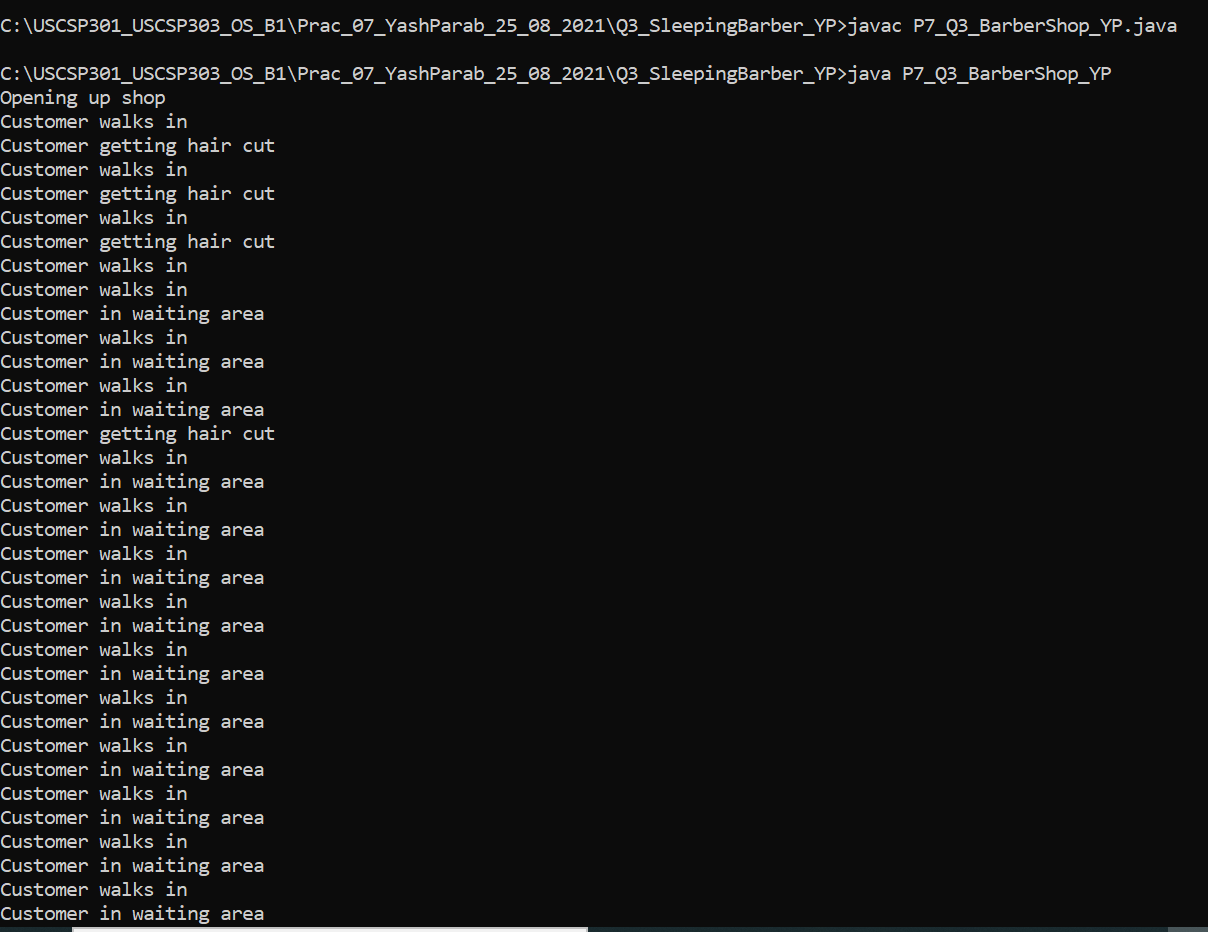 C:\USCSP301_USCSP303_OS_B1\Prac_07_YashParab_25_08_2021\Q3_SleepingBarber_YP>javac P7_Q3_BarberShop_YP.java
C:\USCSP301_USCSP303_OS_B1\Prac_07_YashParab_25_08_2021\Q3_SleepingBarber_YP>java P7_Q3_BarberShop_YP
Opening up shop
Customer walks in
Customer getting hair cut
Customer walks in
Customer getting hair cut
Customer walks in
Customer getting hair cut
Customer walks in
Customer walks in
Customer in waiting area
Customer walks in
Customer in waiting area
Customer walks in
Customer in waiting area
Customer getting hair cut
Customer walks in
Customer in waiting area
Customer walks in
Customer in waiting area
Customer walks in
Customer in waiting area
Customer walks in
Customer in waiting area
Customer walks in
Customer in waiting area
Customer walks in
Customer in waiting area
Customer walks in
Customer in waiting area
Customer walks in
Customer in waiting area
Customer walks in
Customer in waiting area
Customer walks in
Customer in waiting area